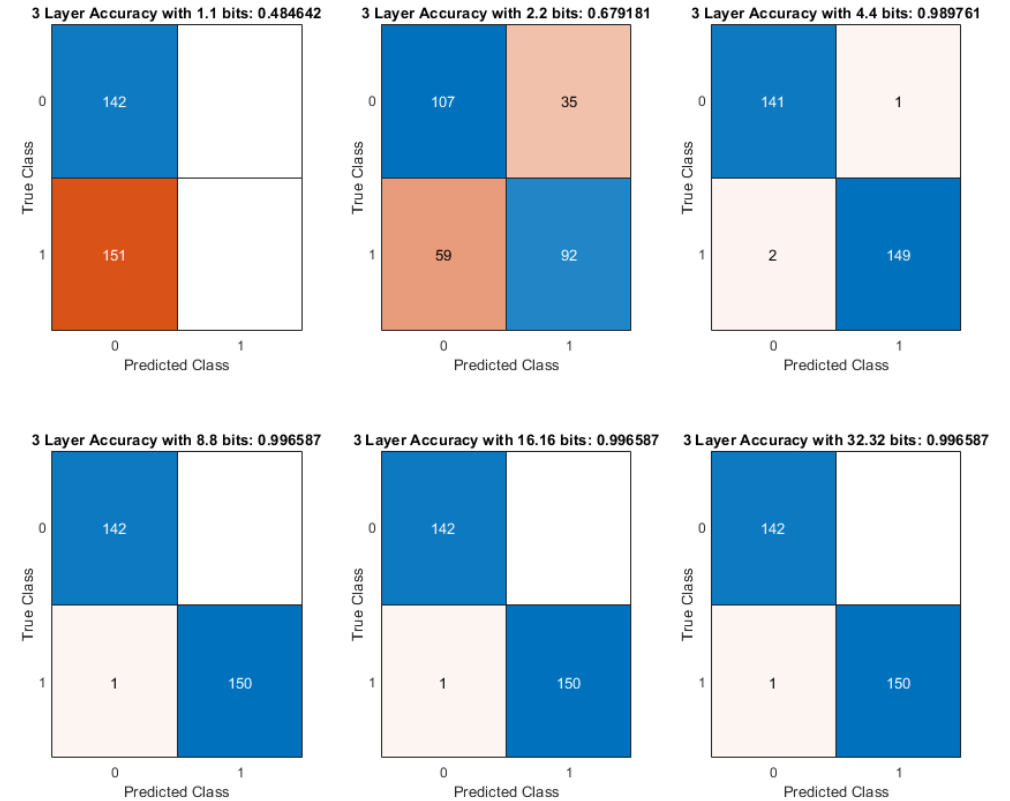 3 Layer Accuracy with 1.1 bits: 0.484642
0
142
True Class
1
151
0
1
Predicted Class
3 Layer Accuracy with 2.2 bits: 0.679181
0
107
35
True Class
1
59
92
0
1
Predicted Class
3 Layer Accuracy with 4.4 bits: 0.989761
0
141
1
True Class
1
2
149
0
1
Predicted Class
3 Layer Accuracy with 8.8 bits: 0.996587
0
142
True Class
1
1
150
0
1
Predicted Class
3 Layer Accuracy with 16.16 bits: 0.996587
0
142
True Class
1
1
150
0
1
Predicted Class
3 Layer Accuracy with 32.32 bits: 0.996587
0
142
True Class
1
1
150
0
1
Predicted Class